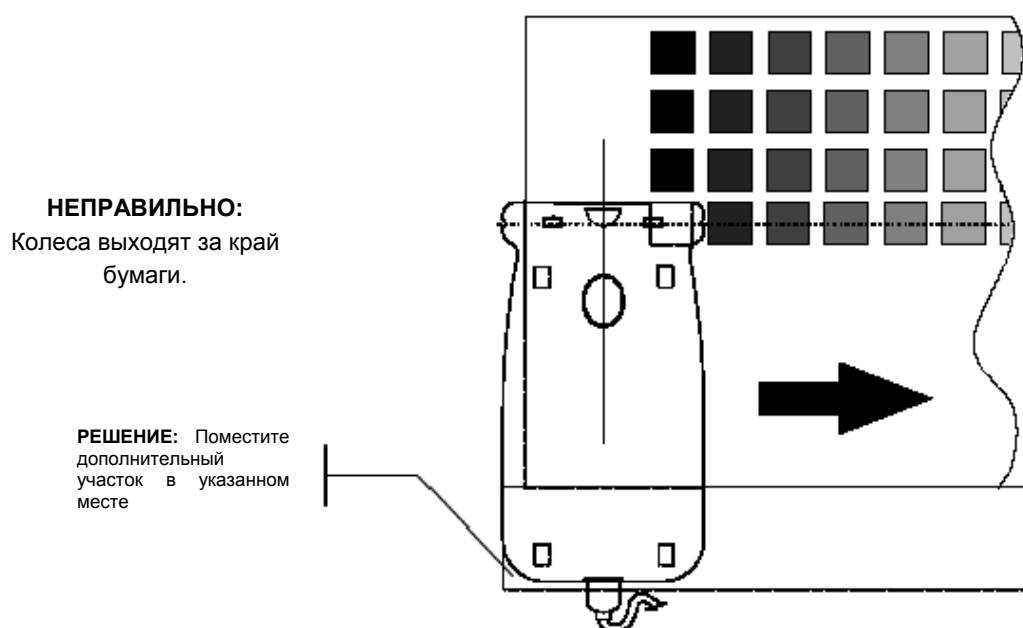 НЕПРАВИЛЬНО:
Колеса выходят за край
бумаги.
РЕШЕНИЕ: Поместите
дополнительный
участок в указанном
месте